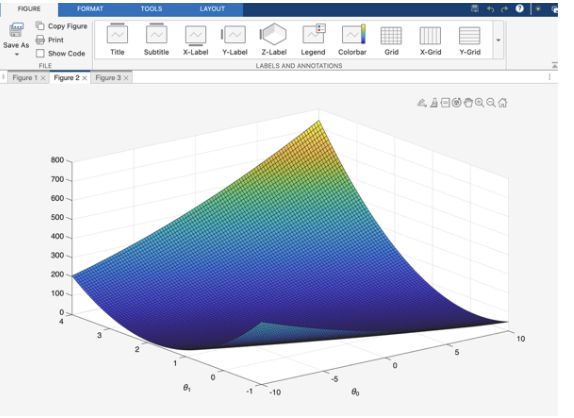 FIGURE FORMAT TOOLS LAYOUT
Save As
Copy Figure
Print
Show Code
FILE
Title Subtitle X-Label Y-Label Z-Label Legend Colorbar Grid X-Grid Y-Grid
LABELS AND ANNOTATIONS
Figure 1 × Figure 2 × Figure 3 ×
800
700
600
500
400
300
200
100
0
4
3
2
1
0
-1
θ₁
-10
-5
0
5
10
θ₀